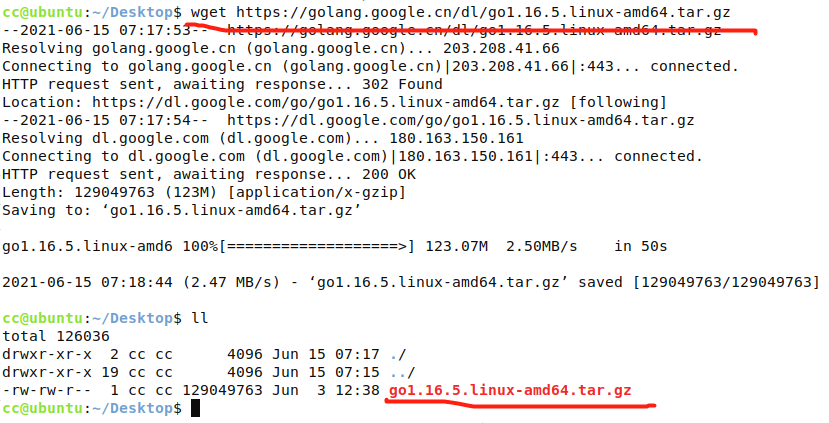 cc@ubuntu:~/Desktop$ wget https://golang.google.cn/dl/go1.16.5.linux-amd64.tar.gz
--2021-06-15 07:17:53--  https://golang.google.cn/dl/go1.16.5.linux-amd64.tar.gz
Resolving golang.google.cn (golang.google.cn)... 203.208.41.66
Connecting to golang.google.cn (golang.google.cn)|203.208.41.66|:443... connected.
HTTP request sent, awaiting response... 302 Found
Location: https://dl.google.com/go/go1.16.5.linux-amd64.tar.gz [following]
--2021-06-15 07:17:54--  https://dl.google.com/go/go1.16.5.linux-amd64.tar.gz
Resolving dl.google.com (dl.google.com)... 180.163.150.161
Connecting to dl.google.com (dl.google.com)|180.163.150.161|:443... connected.
HTTP request sent, awaiting response... 200 OK
Length: 129049763 (123M) [application/x-gzip]
Saving to: ‘go1.16.5.linux-amd64.tar.gz’
go1.16.5.linux-amd6 100%[===================>] 123.07M  2.50MB/s    in 50s
2021-06-15 07:18:44 (2.47 MB/s) - ‘go1.16.5.linux-amd64.tar.gz’ saved [129049763/129049763]
cc@ubuntu:~/Desktop$ ll
total 126036
drwxr-xr-x  2 cc cc      4096 Jun 15 07:17 ./
drwxr-xr-x 19 cc cc      4096 Jun 15 07:15 ../
-rw-rw-r--  1 cc cc 129049763 Jun  3 12:38 go1.16.5.linux-amd64.tar.gz
cc@ubuntu:~/Desktop$